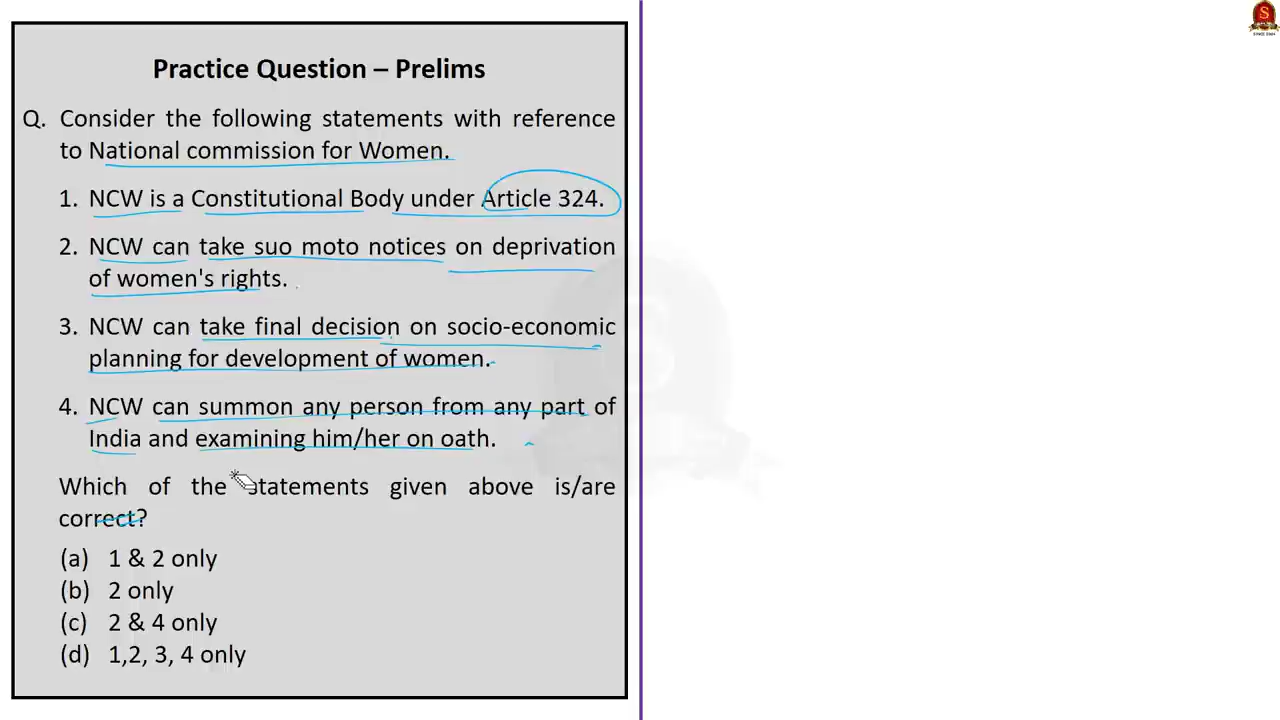 Practice Question – Prelims
Q. Consider the following statements with reference
to National commission for Women.
1. NCW is a Constitutional Body under Article 324.
2. NCW can take suo moto notices on deprivation
of women's rights.
3. NCW can take final decision on socio-economic
planning for development of women.
4. NCW can summon any person from any part of
India and examining him/her on oath.
Which of the statements given above is/are
correct?
(a) 1 & 2 only
(b) 2 only
(c) 2 & 4 only
(d) 1,2, 3, 4 only
S